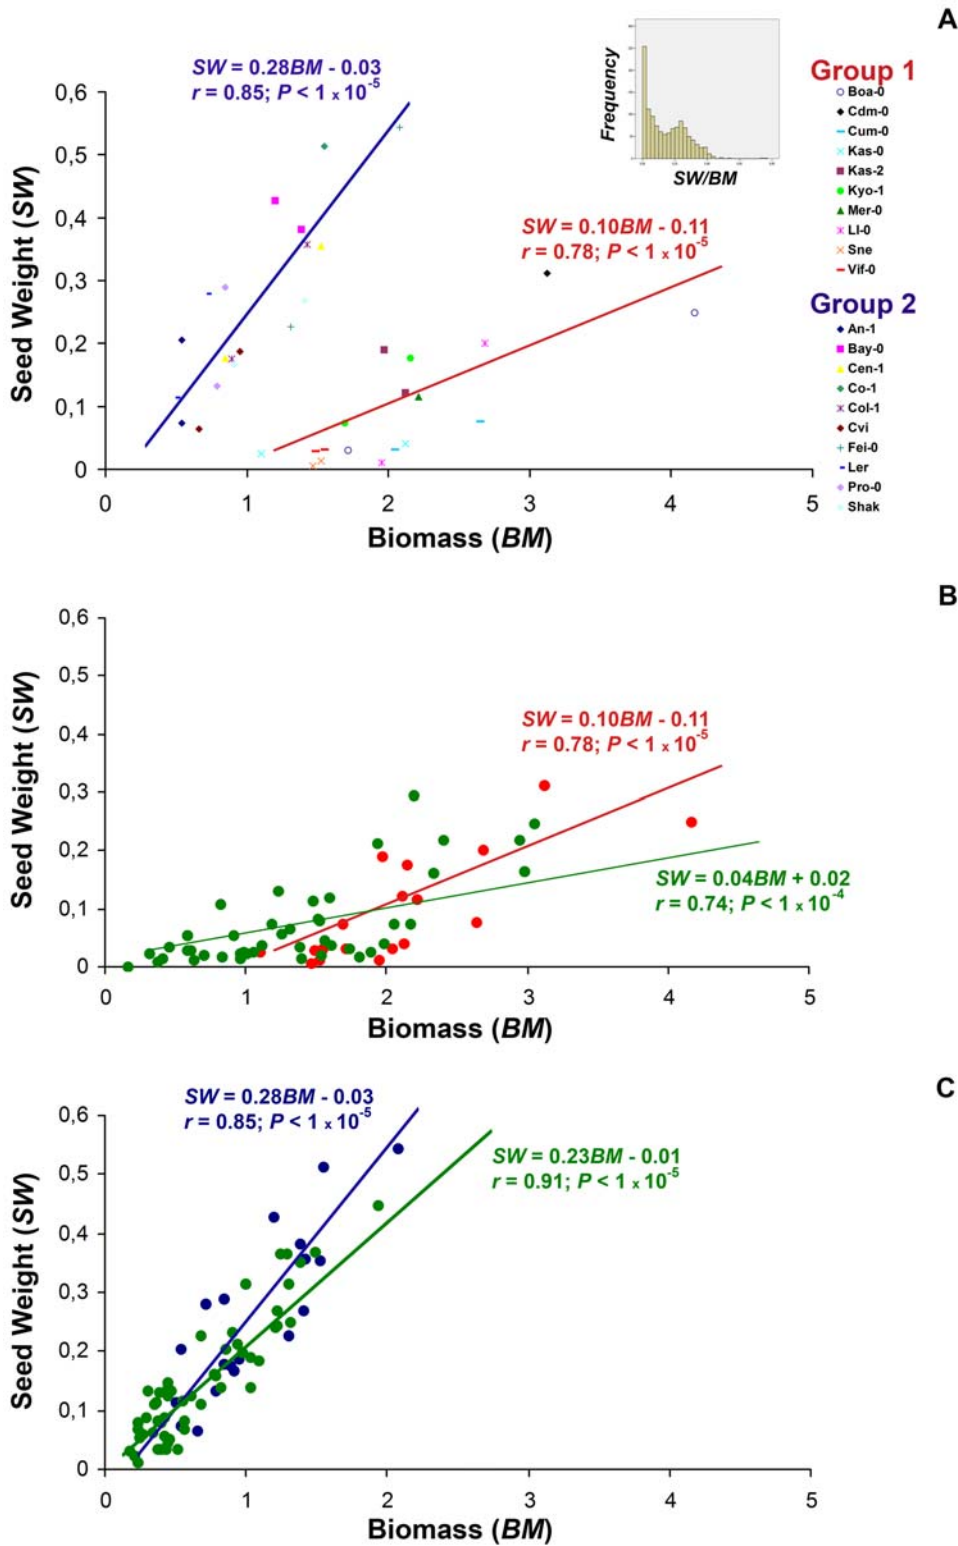 A
SW = 0.28BM - 0.03
r = 0.85; P < 1 x 10-5
Frequency
SW/BM
Group 1
Boa-0
Cdm-0
Cum-0
Kas-0
Kas-2
Kyo-1
Mer-0
Ll-0
Sne
Vif-0
Group 2
An-1
Bay-0
Cen-1
Co-1
Col-1
Cvi
Fei-0
Ler
Pro-0
Shak
SW = 0.10BM - 0.11
r = 0.78; P < 1 x 10-5
Seed Weight (SW)
0,6
0,5
0,4
0,3
0,2
0,1
0
0 1 2 3 4 5
Biomass (BM)
B
SW = 0.10BM - 0.11
r = 0.78; P < 1 x 10-5
SW = 0.04BM + 0.02
r = 0.74; P < 1 x 10-4
Seed Weight (SW)
0,6
0,5
0,4
0,3
0,2
0,1
0
0 1 2 3 4 5
Biomass (BM)
C
SW = 0.28BM - 0.03
r = 0.85; P < 1 x 10-5
SW = 0.23BM - 0.01
r = 0.91; P < 1 x 10-5
Seed Weight (SW)
0,6
0,5
0,4
0,3
0,2
0,1
0
0 1 2 3 4 5
Biomass (BM)